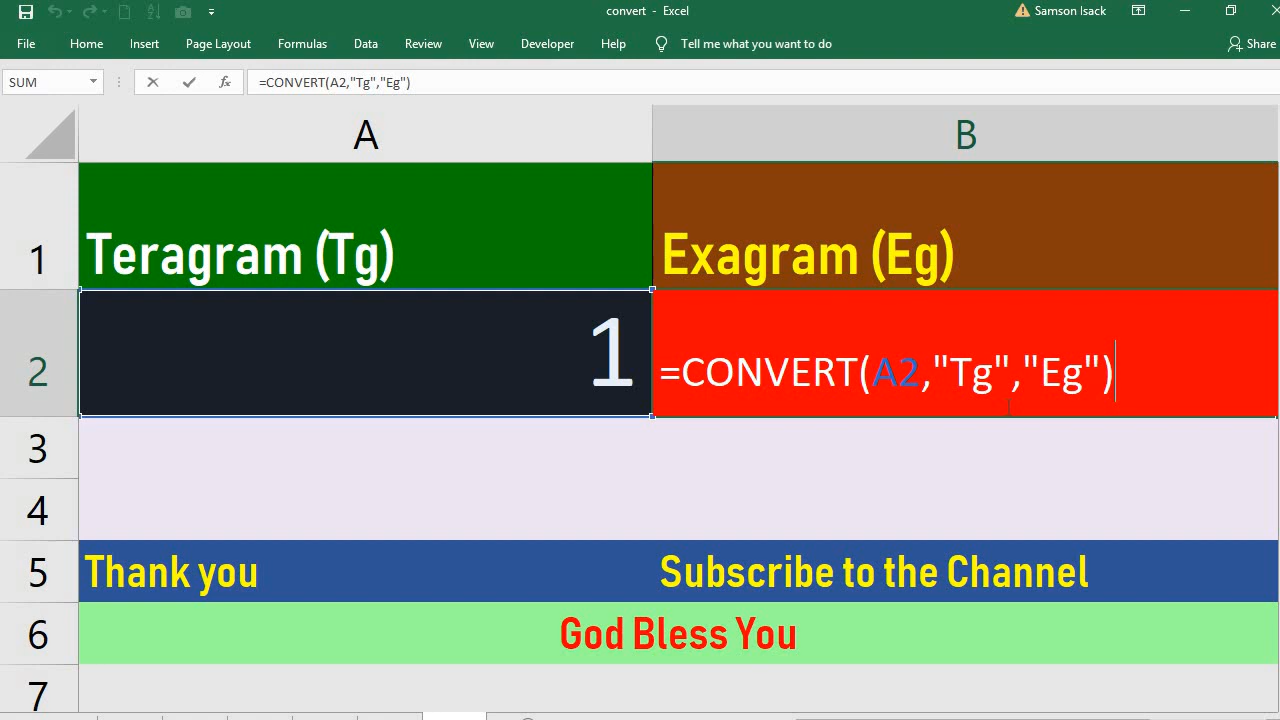 convert - Excel
Samson Isack
File Home Insert Page Layout Formulas Data Review View Developer Help Tell me what you want to do Share
SUM fx =CONVERT(A2,"Tg","Eg")
A B
1 Teragram (Tg) Exagram (Eg)
2 1 =CONVERT(A2,"Tg","Eg")
3
4
5 Thank you Subscribe to the Channel
6 God Bless You
7